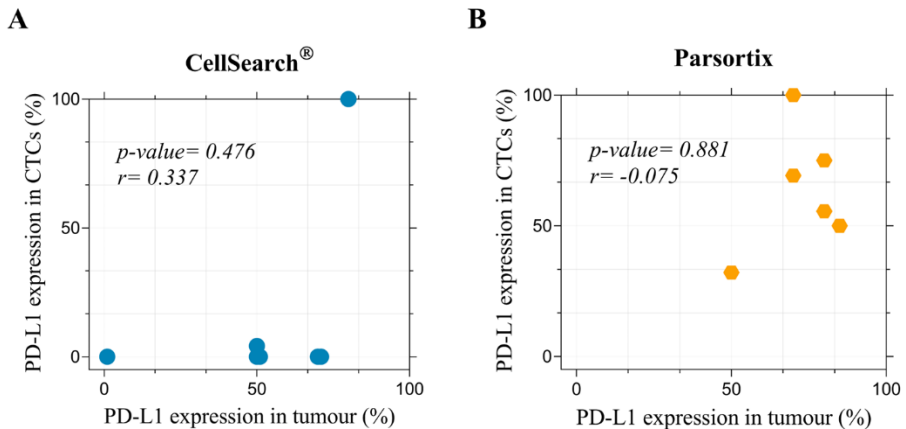 A
CellSearch®
PD-L1 expression in CTCs (%)
100
50
0
p-value= 0.476
r= 0.337
0
50
100
PD-L1 expression in tumour (%)
B
Parsortix
PD-L1 expression in CTCs (%)
100
50
0
p-value= 0.881
r= -0.075
0
50
100
PD-L1 expression in tumour (%)